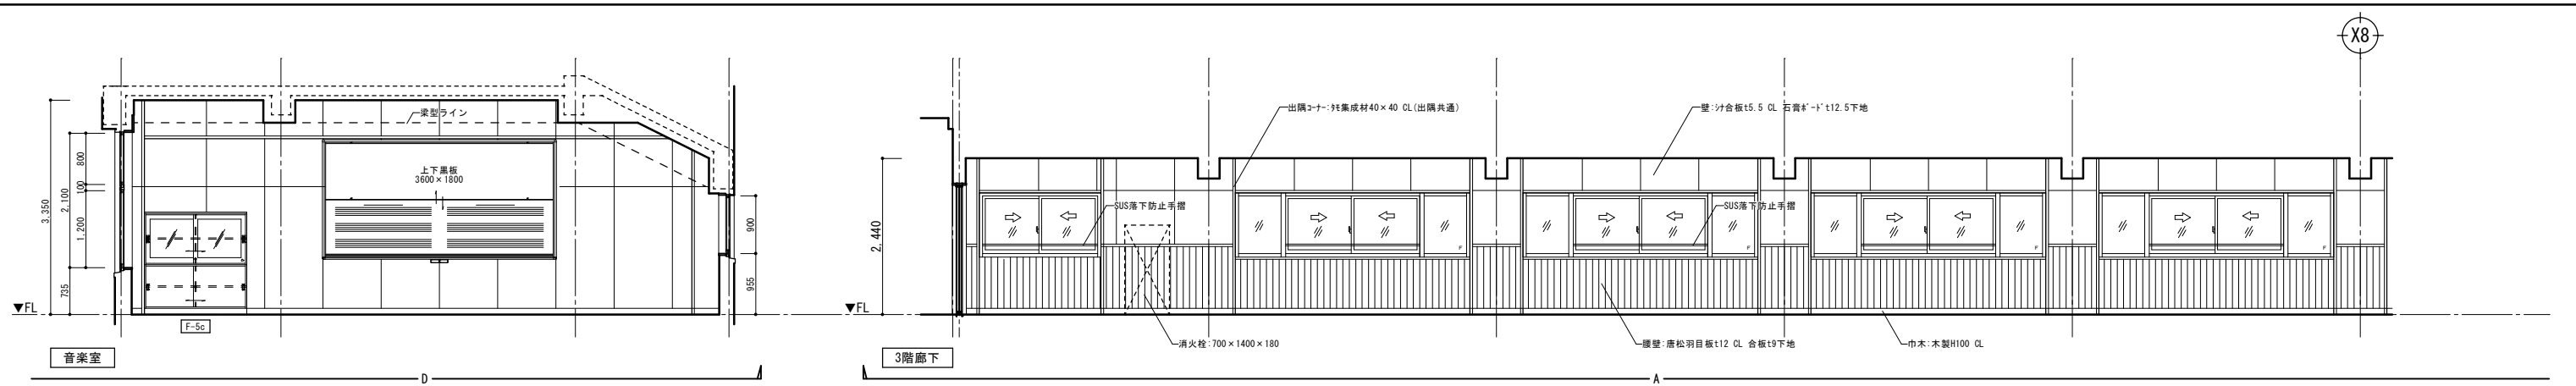 X8
梁型ライン
上下黒板
3600×1800
3,350
2,100
800
100
1,200
735
900
955
▼FL
F-5c
音楽室
D
出隅ｺｰﾅｰ:ﾀﾓ集成材40×40 CL(出隅共通)
壁:ｼﾅ合板t5.5 CL 石膏ﾎﾞｰﾄﾞt12.5下地
2,440
SUS落下防止手摺
SUS落下防止手摺
F
F
F
F
▼FL
消火栓:700×1400×180
腰壁:唐松羽目板t12 CL 合板t9下地
巾木:木製H100 CL
3階廊下
A